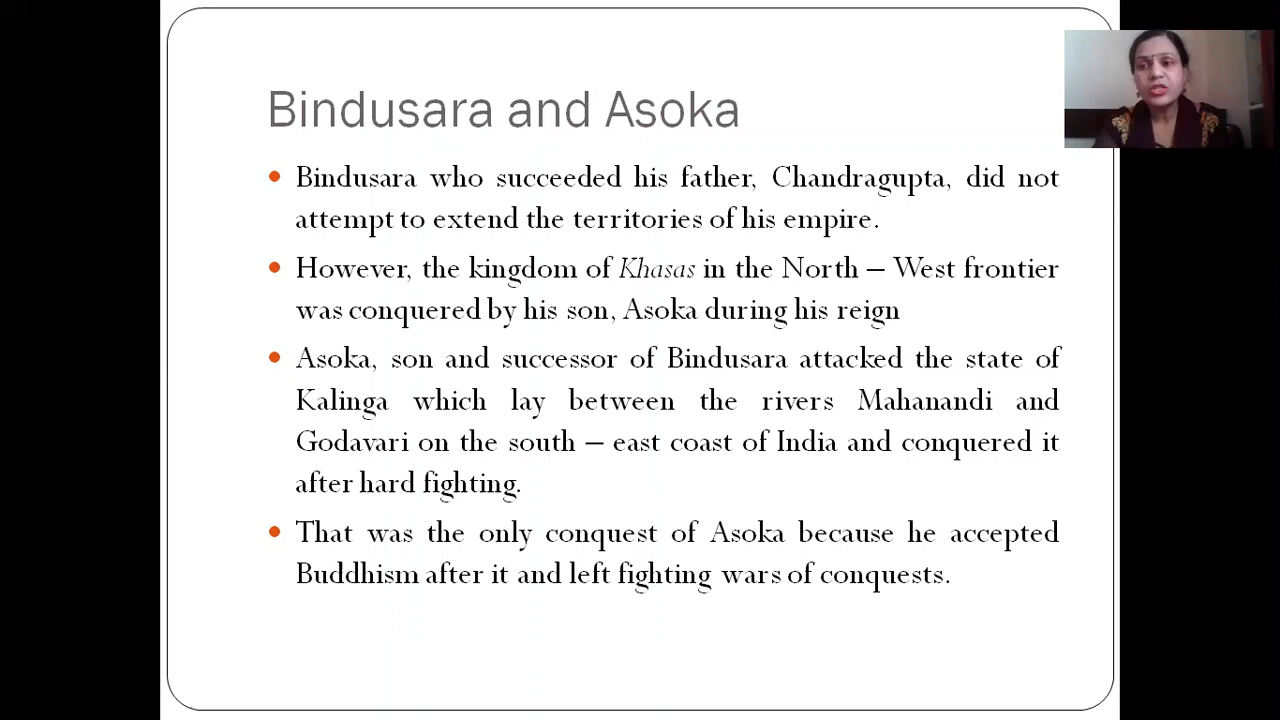 Bindusara and Asoka
Bindusara who succeeded his father, Chandragupta, did not
attempt to extend the territories of his empire.
However, the kingdom of Khasas in the North – West frontier
was conquered by his son, Asoka during his reign
Asoka, son and successor of Bindusara attacked the state of
Kalinga which lay between the rivers Mahanandi and
Godavari on the south – east coast of India and conquered it
after hard fighting.
That was the only conquest of Asoka because he accepted
Buddhism after it and left fighting wars of conquests.